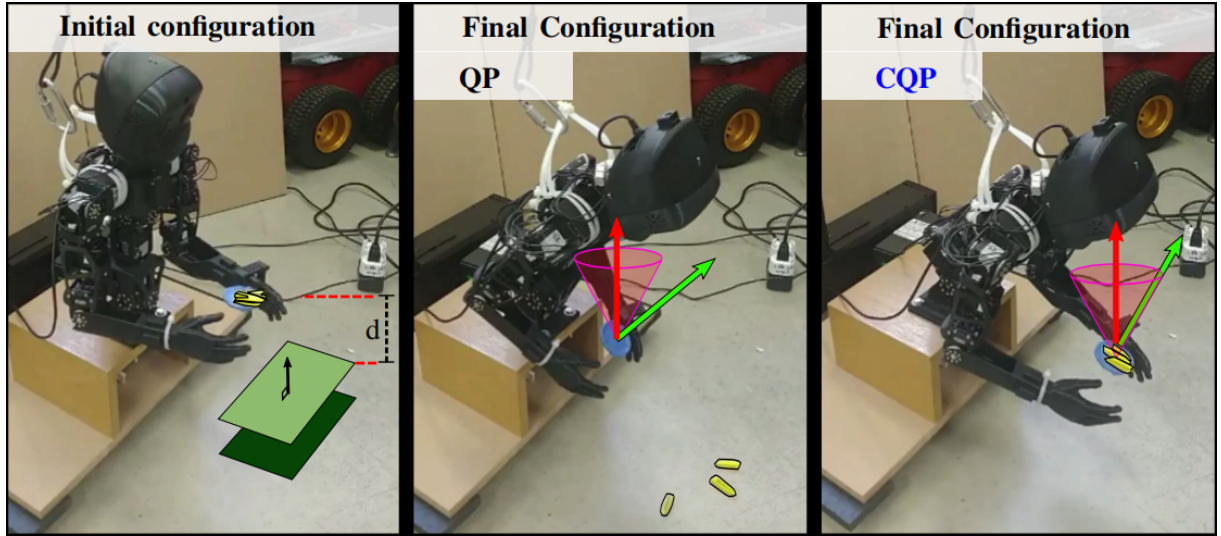 Initial configuration
d
Final Configuration
QP
Final Configuration
CQP